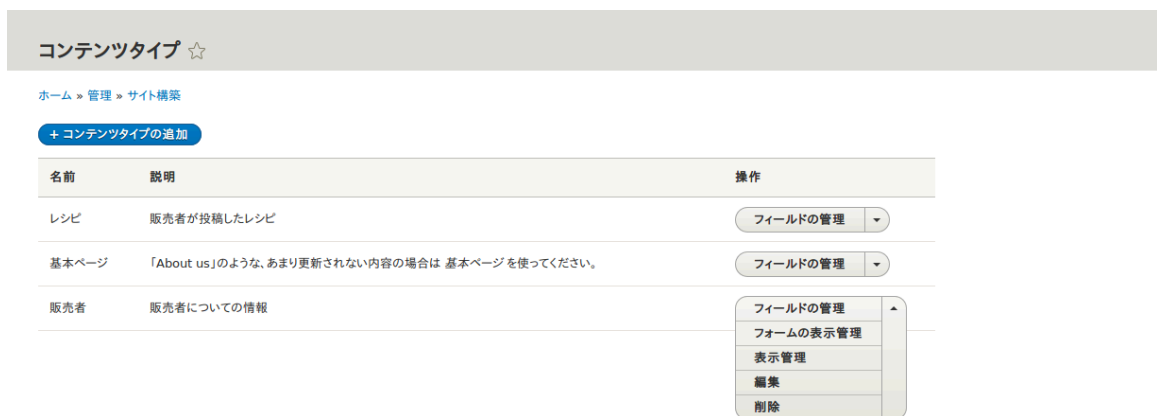 コンテンツタイプ
ホーム » 管理 » サイト構築
+ コンテンツタイプの追加
名前 説明 操作
レシピ 販売者が投稿したレシピ フィールドの管理
基本ページ 「About us」のような、あまり更新されない内容の場合は 基本ページ を使ってください。 フィールドの管理
販売者 販売者についての情報 フィールドの管理
フォームの表示管理
表示管理
編集
削除